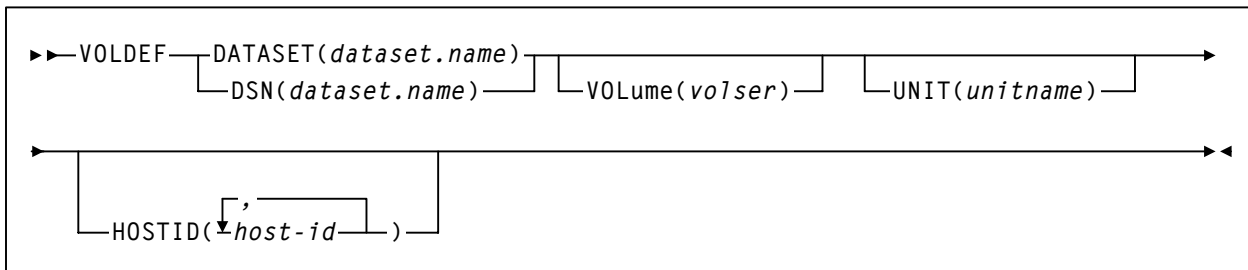 VOLDEF DATASET(dataset.name)
DSN(dataset.name) VOLume(volser) UNIT(unitname)
,
HOSTID( host-id )